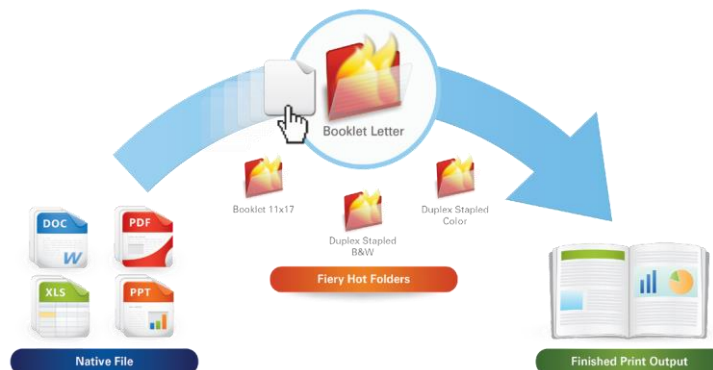 Booklet Letter
Booklet 11x17
Duplex Stapled
B&W
Duplex Stapled
Color
DOC
PDF
W
XLS
PPT
Fiery Hot Folders
Native File
Finished Print Output